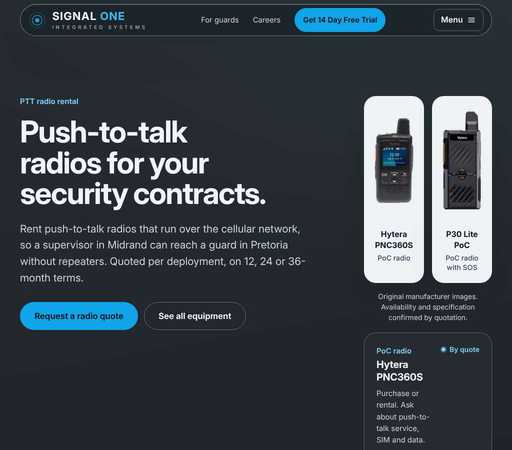 SIGNAL ONE
INTEGRATED SYSTEMS
For guards
Careers
Get 14 Day Free Trial
Menu
PTT radio rental
Push-to-talk
radios for your
security contracts.
Rent push-to-talk radios that run over the cellular network,
so a supervisor in Midrand can reach a guard in Pretoria
without repeaters. Quoted per deployment, on 12, 24 or 36-
month terms.
Request a radio quote
See all equipment
Hytera
PNC360S
PoC radio
P30 Lite
PoC
PoC radio
with SOS
Original manufacturer images.
Availability and specification
confirmed by quotation.
PoC radio
By quote
Hytera
PNC360S
Purchase or
rental. Ask
about push-to-
talk service,
SIM and data.